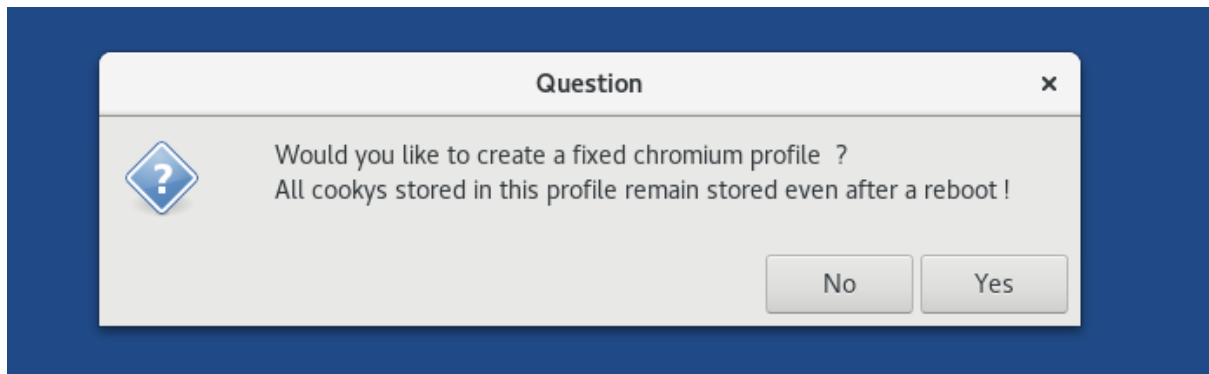 Question
Would you like to create a fixed chromium profile  ?
All cookys stored in this profile remain stored even after a reboot !
No
Yes